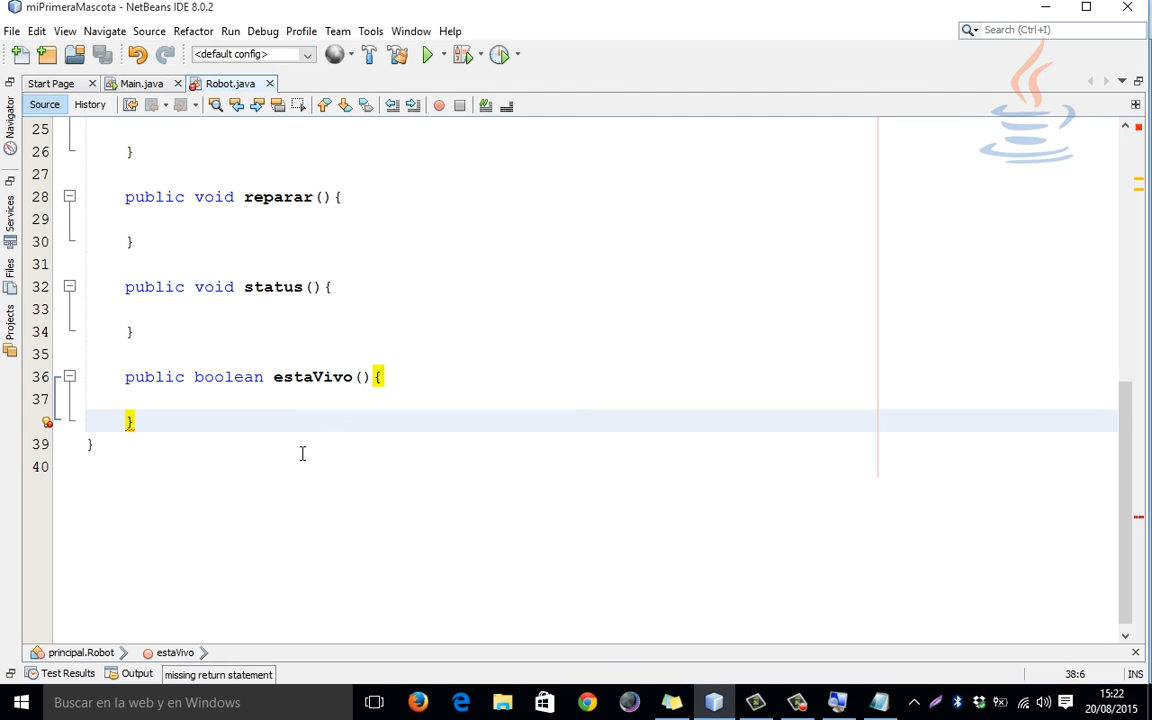 miPrimeraMascota - NetBeans IDE 8.0.2
File Edit View Navigate Source Refactor Run Debug Profile Team Tools Window Help
Search (Ctrl+I)
<default config>
Start Page Main.java Robot.java
Source History
Navigator
Services
Files
Projects
25
26 }
27
28 public void reparar(){
29
30 }
31
32 public void status(){
33
34 }
35
36 public boolean estaVivo(){
37
}
39 }
40
principal.Robot estaVivo
Test Results Output missing return statement 38:6 INS
Buscar en la web y en Windows
15:22
20/08/2015